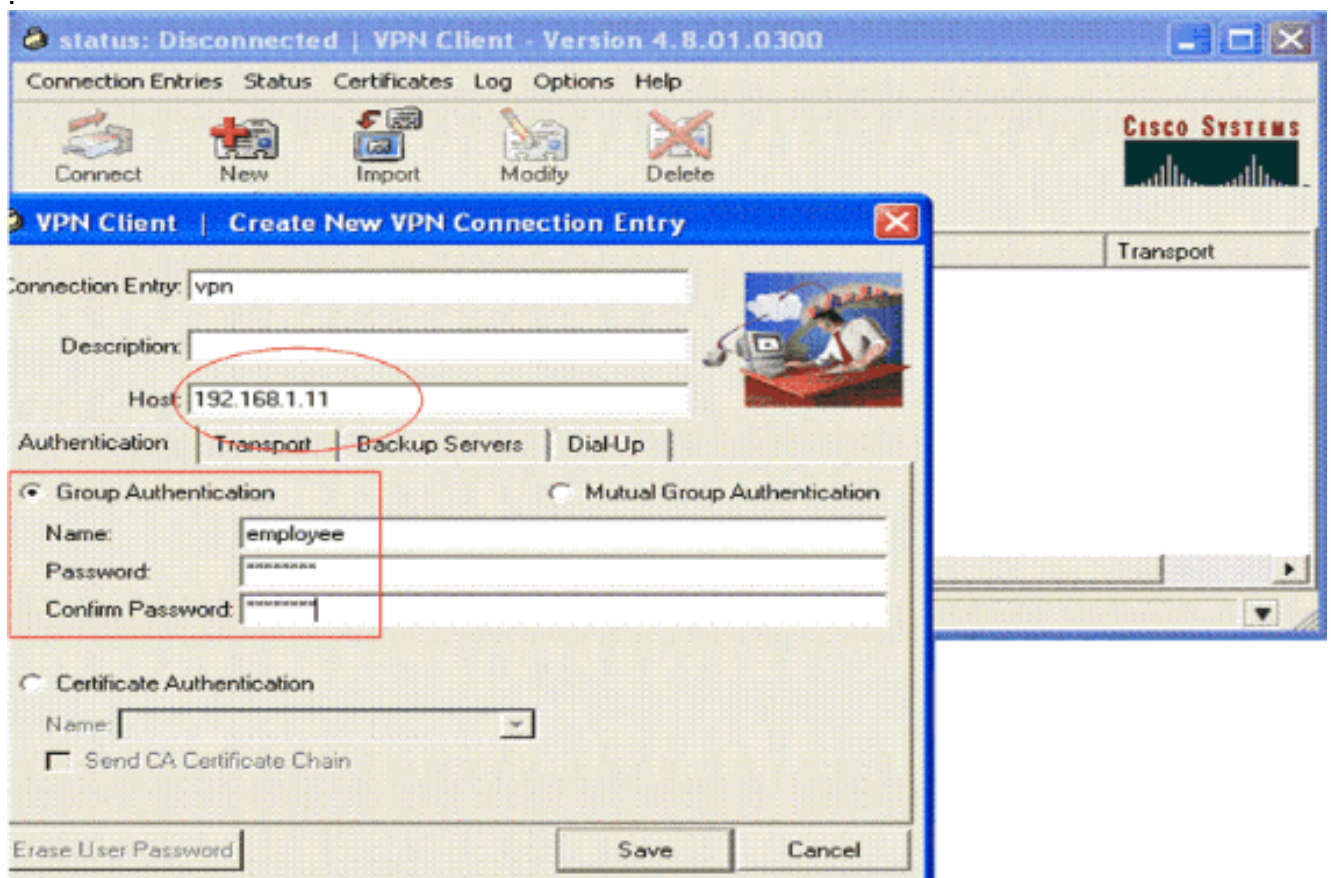 status: Disconnected | VPN Client - Version 4.8.01.0300
Connection Entries Status Certificates Log Options Help
Connect New Import Modify Delete
CISCO SYSTEMS
VPN Client | Create New VPN Connection Entry
Transport
Connection Entry: vpn
Description:
Host: 192.168.1.11
Authentication Transport Backup Servers Dial-Up
Group Authentication Mutual Group Authentication
Name: employee
Password: ********
Confirm Password: ********
Certificate Authentication
Name:
Send CA Certificate Chain
Erase User Password Save Cancel